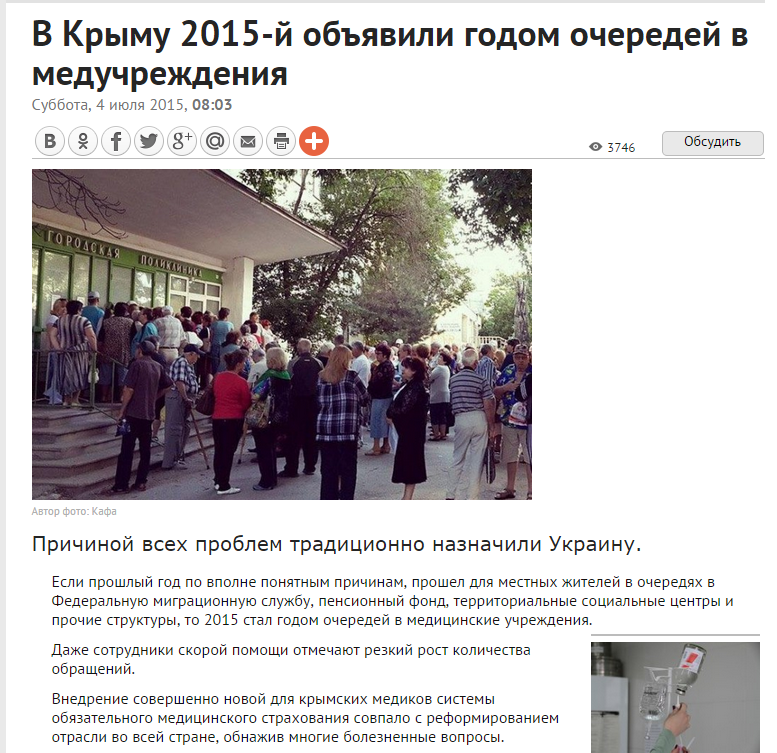 В Крыму 2015-й объявили годом очередей в
медучреждения
Суббота, 4 июля 2015, 08:03
3746
Обсудить
ГОРОДСКАЯ ПОЛИКЛИНИКА
Автор фото: Кафа
Причиной всех проблем традиционно назначили Украину.
Если прошлый год по вполне понятным причинам, прошел для местных жителей в очередях в
Федеральную миграционную службу, пенсионный фонд, территориальные социальные центры и
прочие структуры, то 2015 стал годом очередей в медицинские учреждения.
Даже сотрудники скорой помощи отмечают резкий рост количества
обращений.
Внедрение совершенно новой для крымских медиков системы
обязательного медицинского страхования совпало с реформированием
отрасли во всей стране, обнажив многие болезненные вопросы.